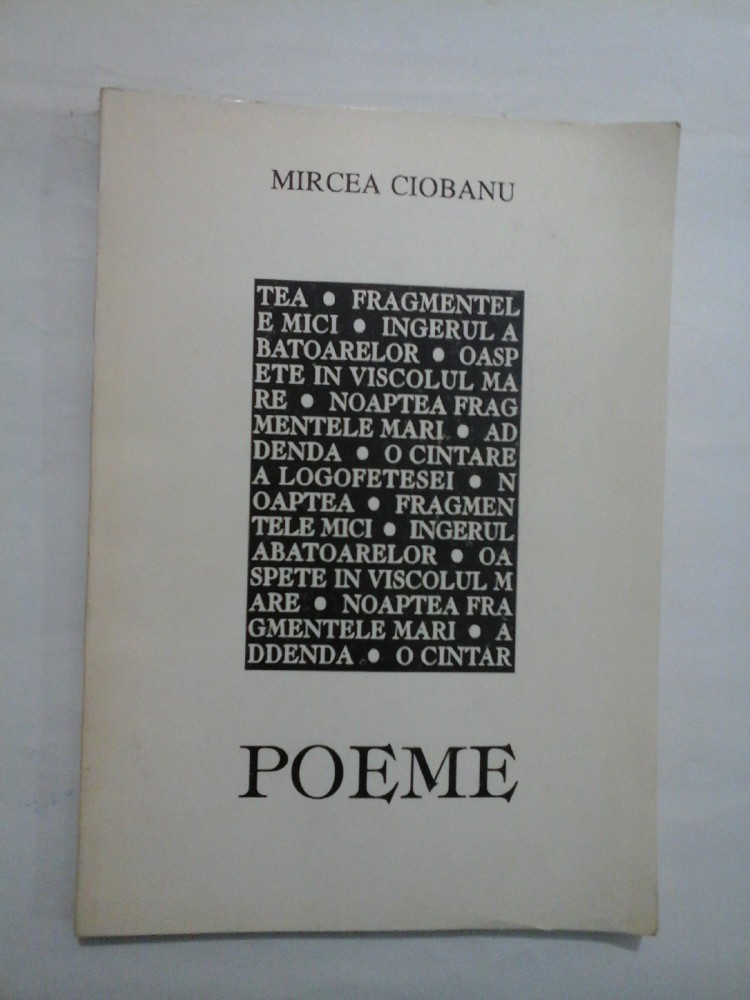 MIRCEA CIOBANU
TEA ● FRAGMENTEL
E MICI ● INGERUL A
BATOARELOR ● OASP
ETE IN VISCOLUL MA
RE ● NOAPTEA FRAG
MENTELE MARI ● AD
DENDA ● O CINTARE
A LOGOFETESEI ● N
OAPTEA ● FRAGMEN
TELE MICI ● INGERUL
ABATOARELOR ● OA
SPETE IN VISCOLUL M
ARE ● NOAPTEA FRA
GMENTELE MARI ● A
DDENDA ● O CINTAR
POEME